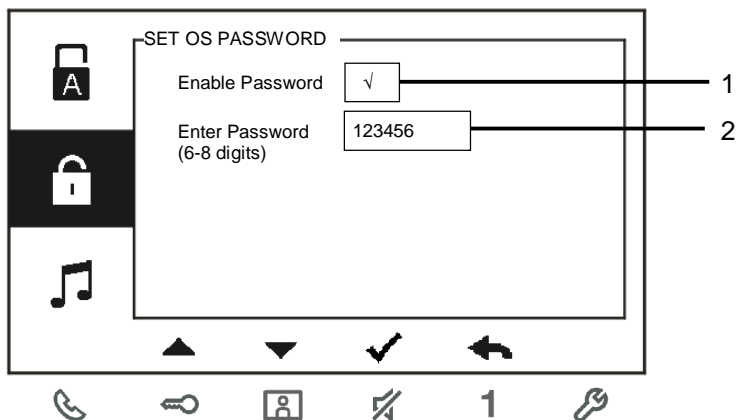 SET OS PASSWORD
A
Enable Password √ 1
Enter Password 123456 2
(6-8 digits)
1